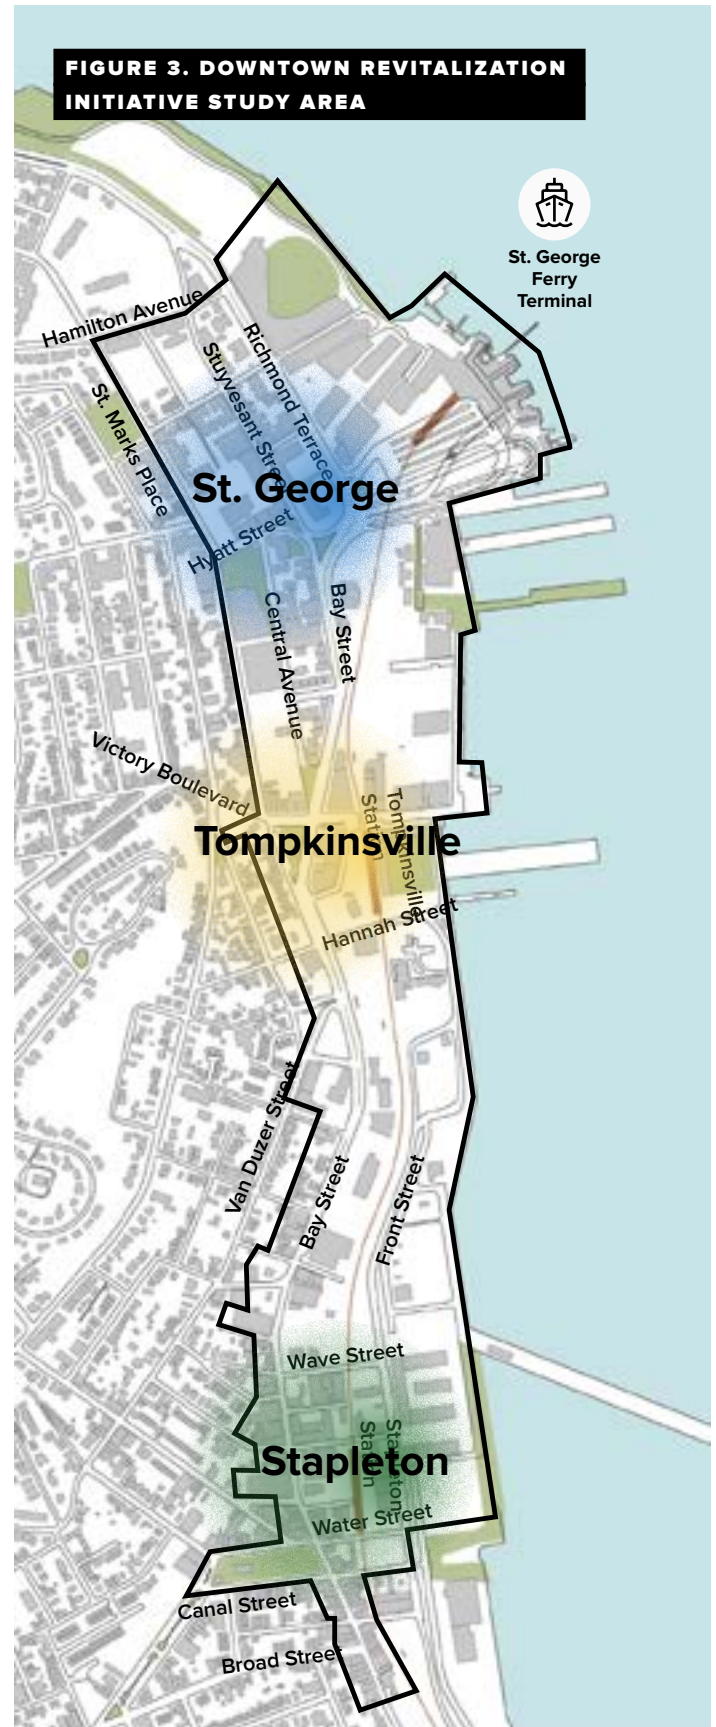 FIGURE 3. DOWNTOWN REVITALIZATION
INITIATIVE STUDY AREA
St. George
Ferry
Terminal
Hamilton Avenue
Richmond Terrace
Stuyvesant Street
St. Marks Place
St. George
Hyatt Street
Central Avenue
Bay Street
Victory Boulevard
Tompkinsville
Station
Tompkinsville
Hannah Street
Van Duzer Street
Bay Street
Front Street
Wave Street
Stapleton
Station
Stapleton
Water Street
Canal Street
Broad Street